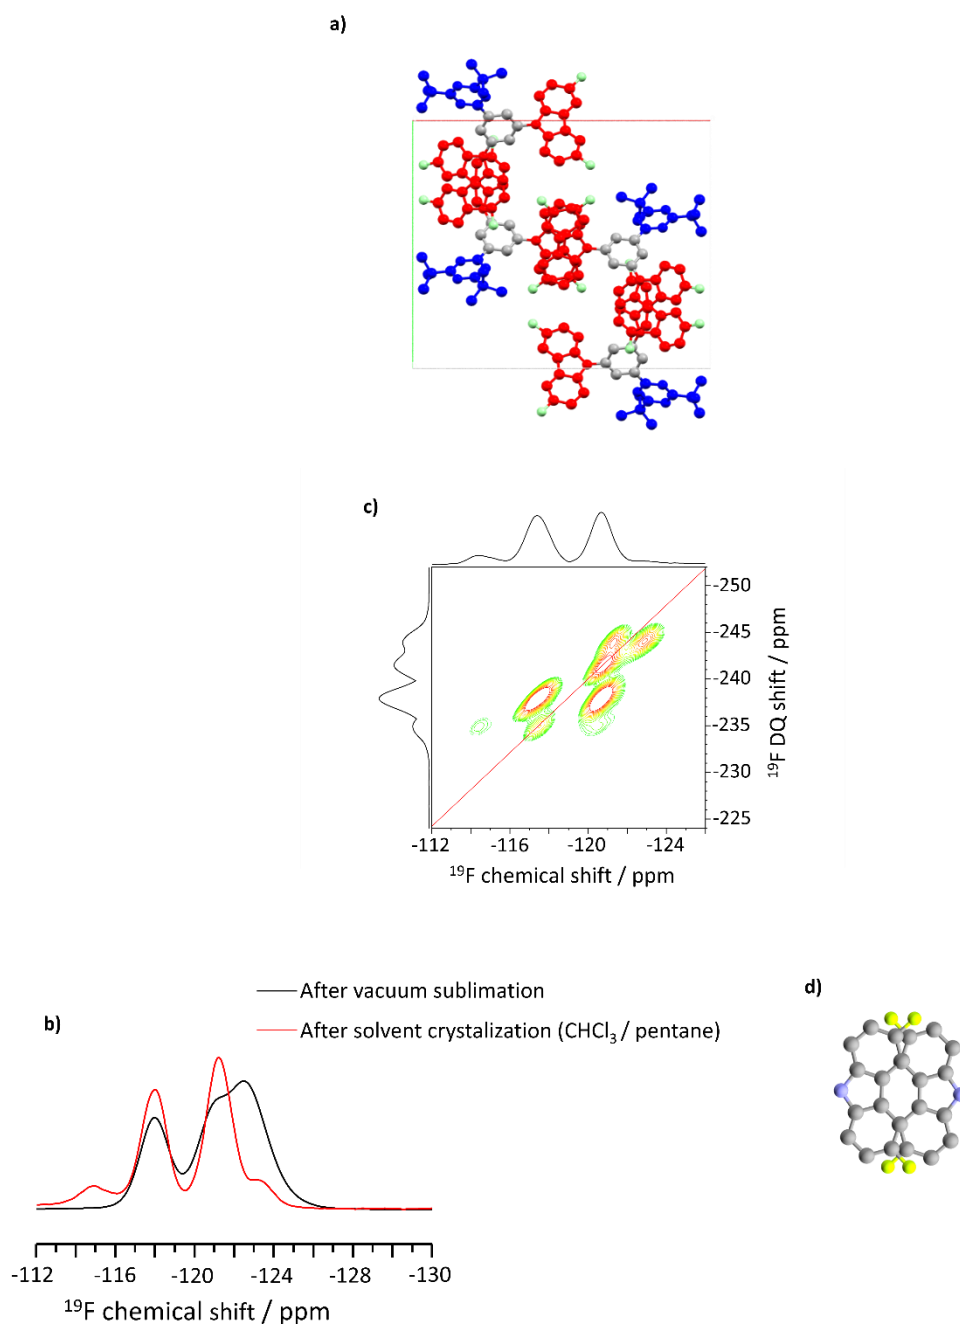 a)
c)
-250
-245
-240
-235
-230
-225
¹⁹F DQ shift / ppm
-112
-116
-120
-124
¹⁹F chemical shift / ppm
After vacuum sublimation
After solvent crystalization (CHCl₃ / pentane)
b)
d)
-112
-116
-120
-124
-128
-130
¹⁹F chemical shift / ppm